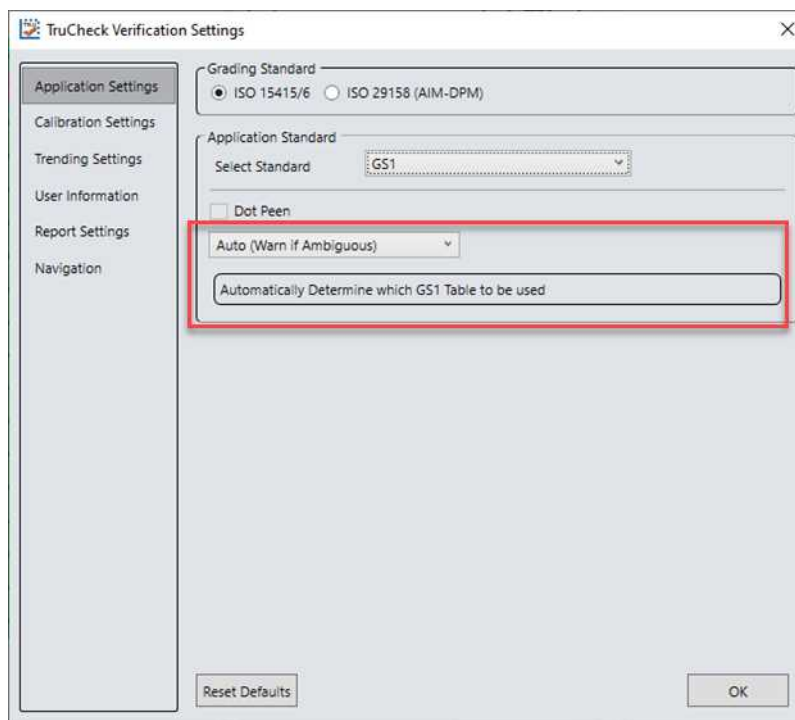 TruCheck Verification Settings
Application Settings
Calibration Settings
Trending Settings
User Information
Report Settings
Navigation
Grading Standard
ISO 15415/6 ISO 29158 (AIM-DPM)
Application Standard
Select Standard GS1
Dot Peen
Auto (Warn if Ambiguous)
Automatically Determine which GS1 Table to be used
Reset Defaults OK